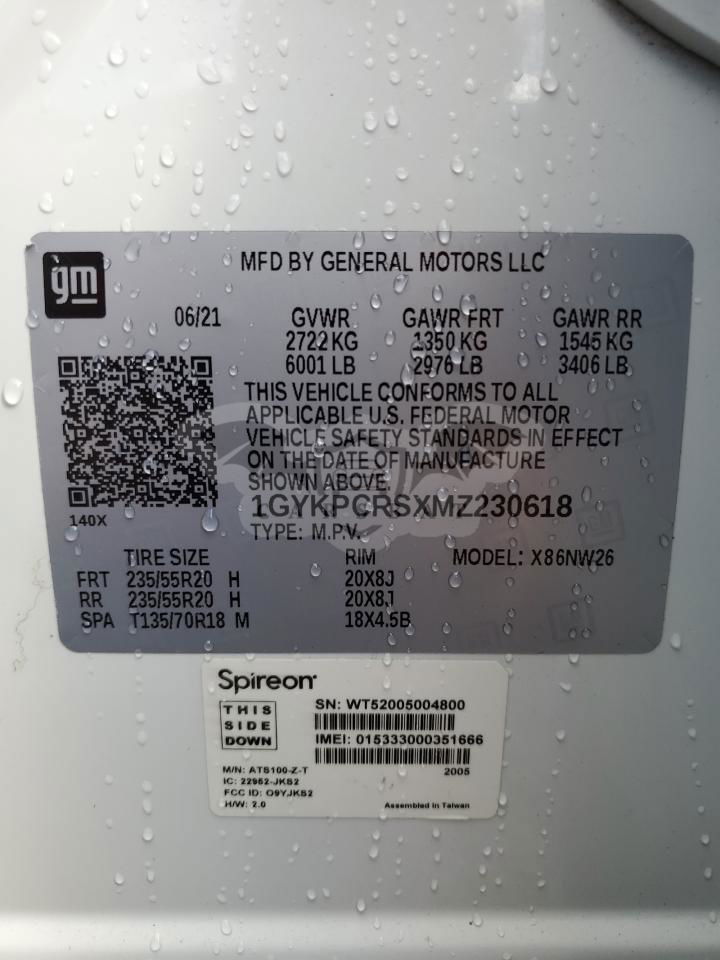 gm
MFD BY GENERAL MOTORS LLC
06/21 GVWR GAWR FRT GAWR RR
2722 KG 1350 KG 1545 KG
6001 LB 2976 LB 3406 LB
THIS VEHICLE CONFORMS TO ALL
APPLICABLE U.S. FEDERAL MOTOR
VEHICLE SAFETY STANDARDS IN EFFECT
ON THE DATE OF MANUFACTURE
SHOWN ABOVE.
1GYKPCRSXMZ230618
140X
TYPE: M.P.V.
TIRE SIZE RIM MODEL: X86NW26
FRT 235/55R20 H 20X8J
RR 235/55R20 H 20X8J
SPA T135/70R18 M 18X4.5B
Spireon
THIS
SIDE
DOWN
SN: WT52005004800
IMEI: 015333000351666
2005
M/N: ATS100-Z-T
IC: 22952-JKS2
FCC ID: O9YJKS2
H/W: 2.0
Assembled in Taiwan